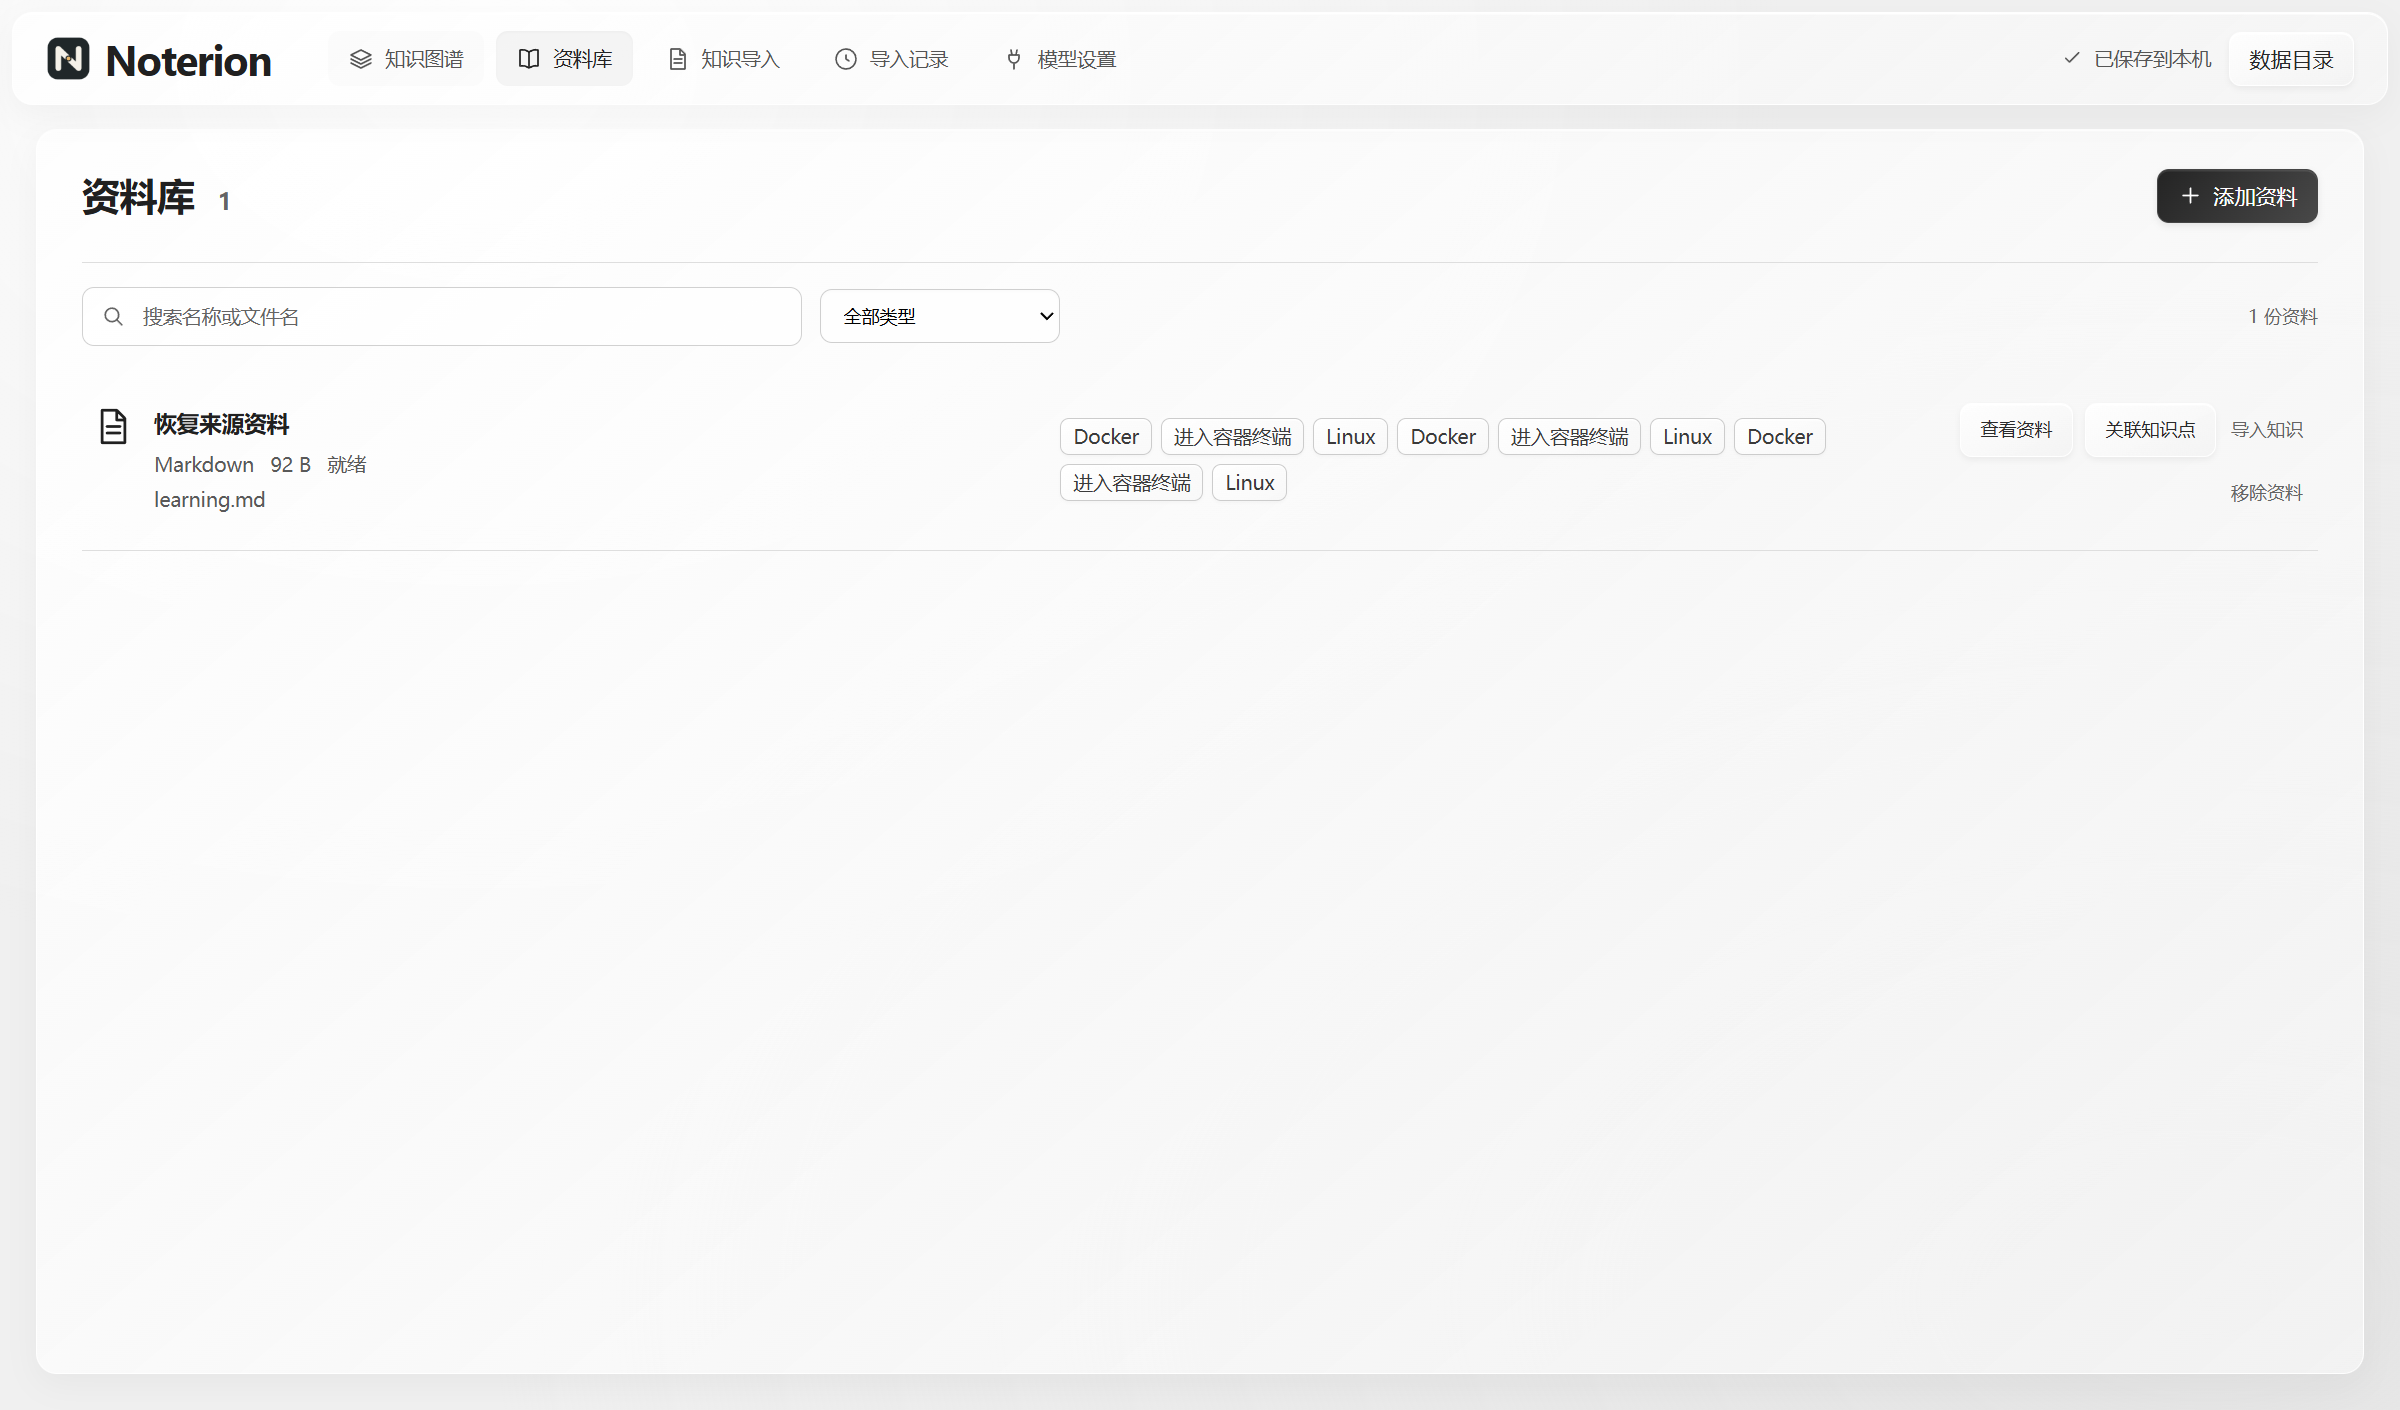 Noterion 知识图谱 资料库 知识导入 导入记录 模型设置 已保存到本机 数据目录
资料库 1 添加资料
搜索名称或文件名 全部类型 1 份资料
恢复来源资料
Markdown 92 B 就绪
learning.md
Docker 进入容器终端 Linux Docker 进入容器终端 Linux Docker
进入容器终端 Linux
查看资料 关联知识点 导入知识
移除资料